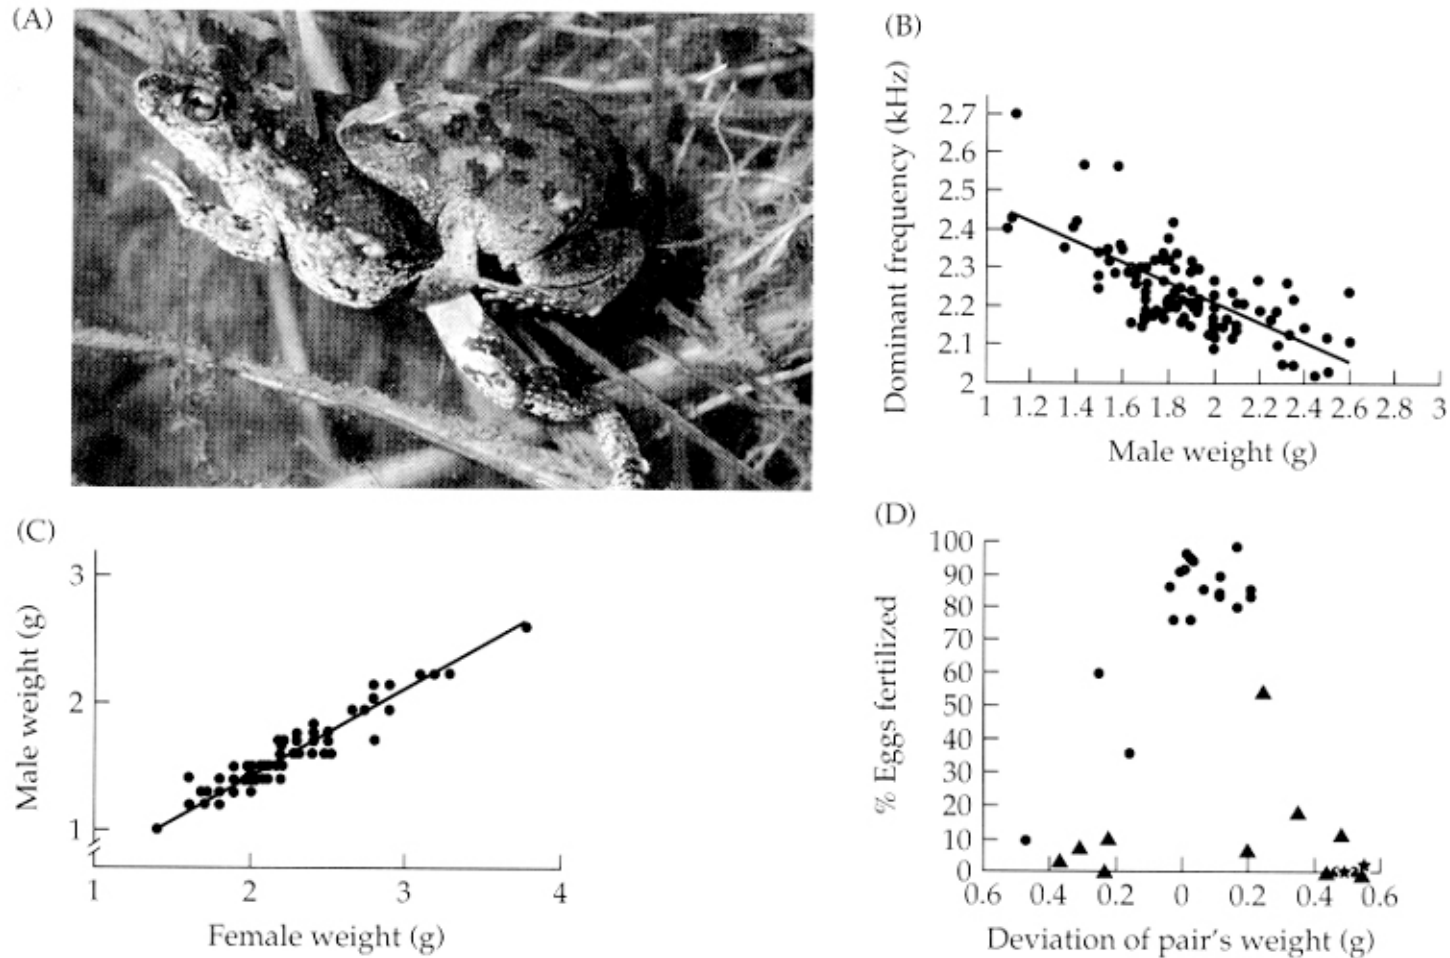 (A)
(B)
Dominant frequency (kHz)
2.7
2.6
2.5
2.4
2.3
2.2
2.1
2
1 1.2 1.4 1.6 1.8 2 2.2 2.4 2.6 2.8 3
Male weight (g)
(C)
Male weight (g)
3
2
1
1 2 3 4
Female weight (g)
(D)
% Eggs fertilized
100
90
80
70
60
50
40
30
20
10
0
0.6 0.4 0.2 0 0.2 0.4 0.6
Deviation of pair's weight (g)